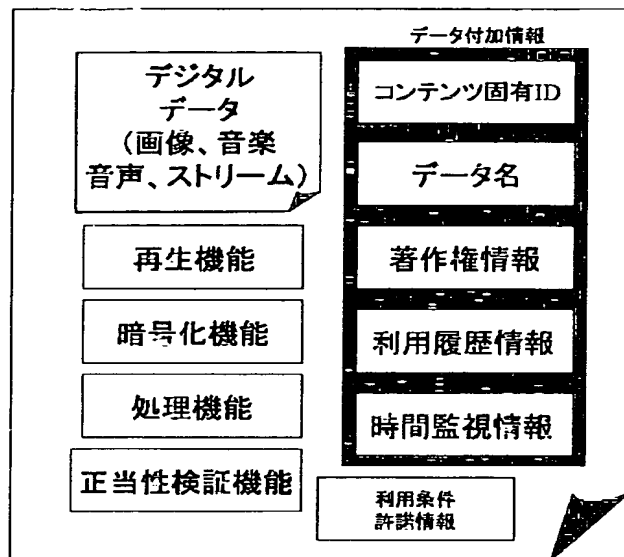 デジタル
データ
（画像、音楽
音声、ストリーム）
再生機能
暗号化機能
処理機能
正当性検証機能
データ付加情報
コンテンツ固有ID
データ名
著作権情報
利用履歴情報
時間監視情報
利用条件
許諾情報